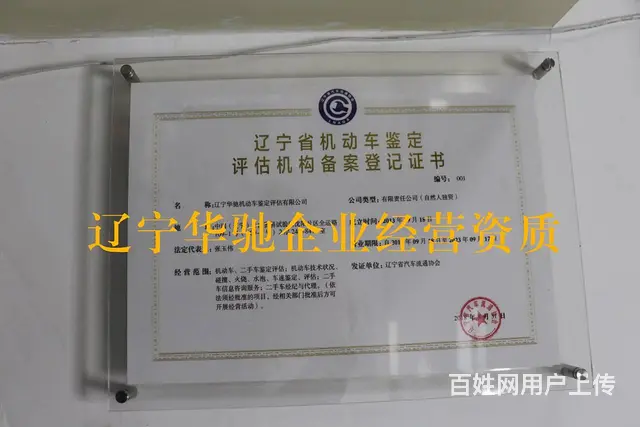 辽宁省机动车鉴定
评估机构备案登记证书
编号： 001
名 称：辽宁华驰机动车鉴定评估有限公司
公司类型：有限责任公司（自然人独资）
辽宁华驰企业经营资质
法定代表
经营范围：机动车、二手车鉴定评估；机动车技术状况、
碰撞、火烧、水泡、车速鉴定、评估；二手
车信息咨询服务；二手车经纪与代理。（依
法须经批准的项目，经相关部门批准后方可
开展经营活动）。
发证单位：辽宁省汽车流通协会
百姓网用户上传